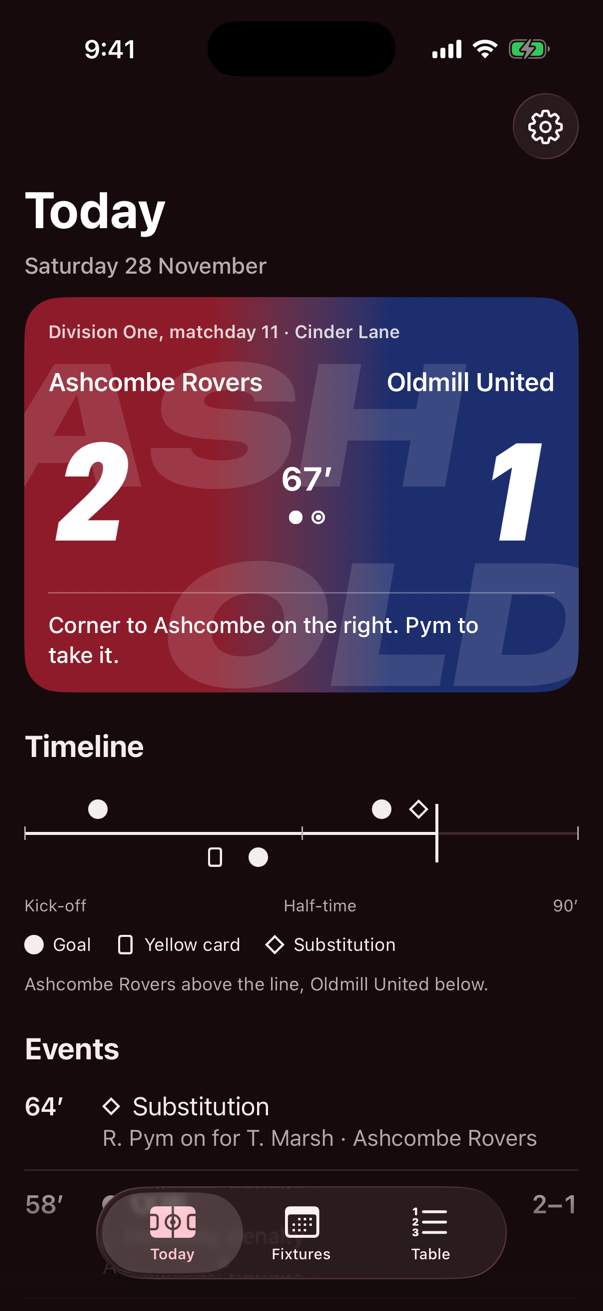 9:41
Today
Saturday 28 November
Division One, matchday 11 · Cinder Lane
ASH
Ashcombe Rovers
Oldmill United
2
67′
1
OLD
Corner to Ashcombe on the right. Pym to
take it.
Timeline
Kick-off
Half-time
90′
Goal
Yellow card
Substitution
Ashcombe Rovers above the line, Oldmill United below.
Events
64′
Substitution
R. Pym on for T. Marsh · Ashcombe Rovers
58′
2–1
Today
Fixtures
Table